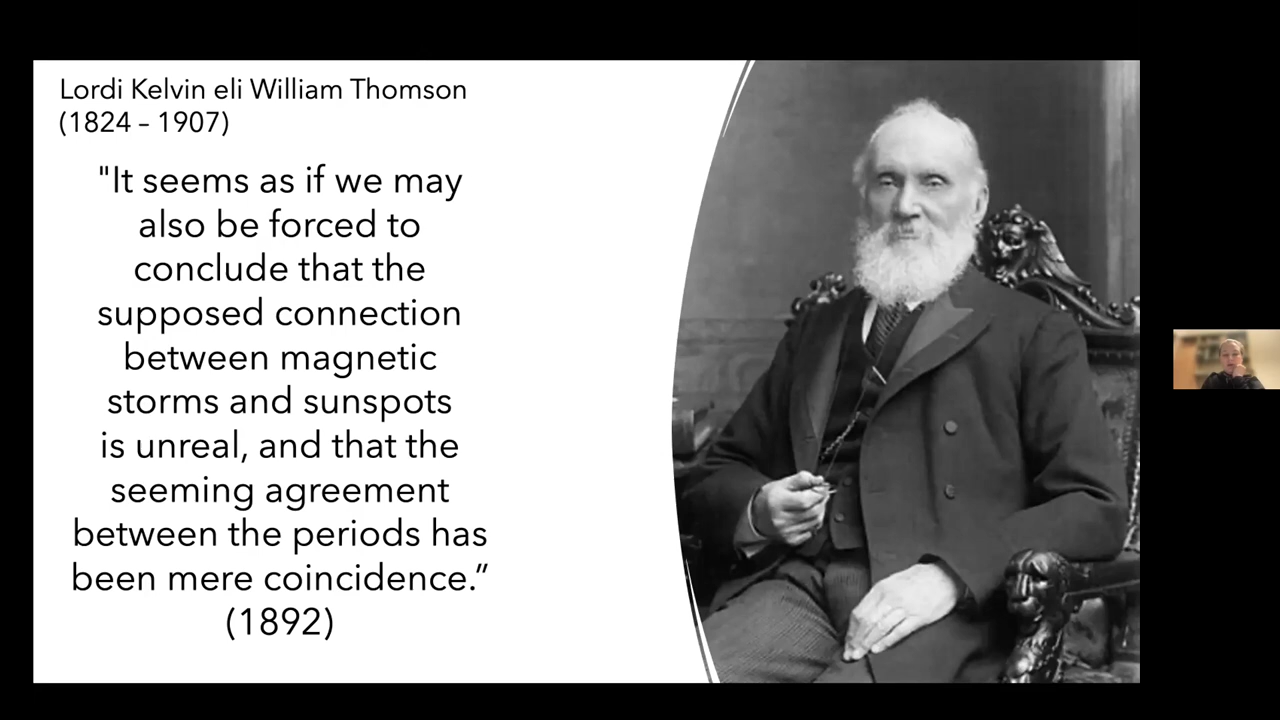 Lordi Kelvin eli William Thomson
(1824 – 1907)
"It seems as if we may
also be forced to
conclude that the
supposed connection
between magnetic
storms and sunspots
is unreal, and that the
seeming agreement
between the periods has
been mere coincidence.”
(1892)